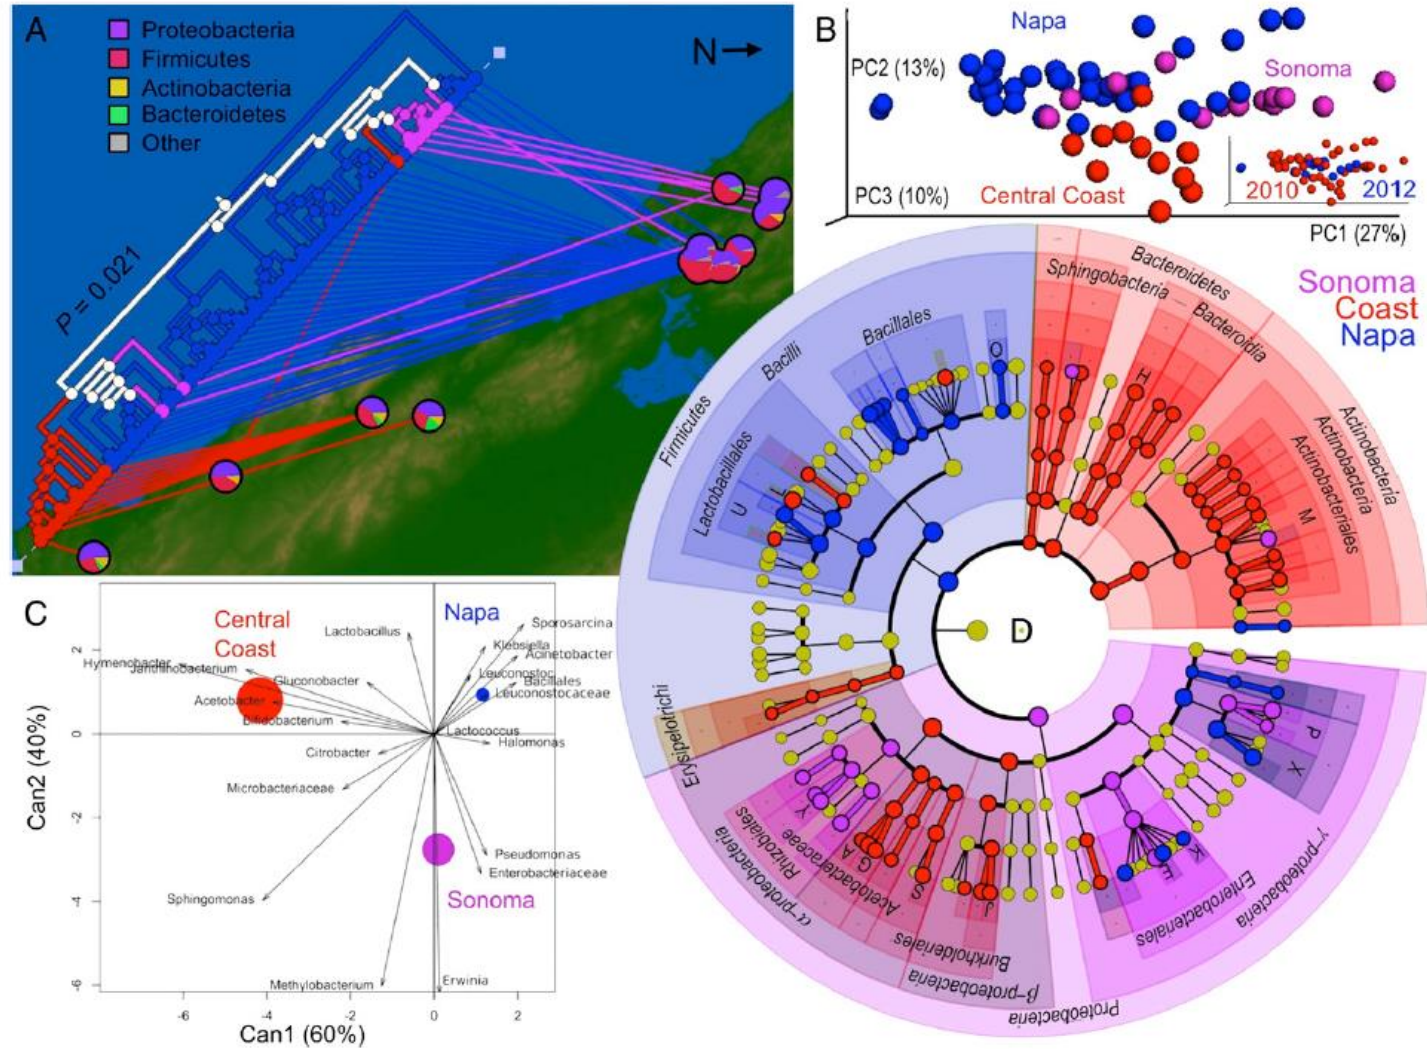 A
Proteobacteria
Firmicutes
Actinobacteria
Bacteroidetes
Other
N
P = 0.021
B
Napa
PC2 (13%)
Sonoma
PC3 (10%)
Central Coast
2010
2012
PC1 (27%)
Sonoma
Coast
Napa
Bacteroidetes
Sphingobacteria
Bacteroidia
Bacillales
Bacilli
Firmicutes
Lactobacillales
O
H
L
U
M
Actinobacteria
Actinobacteria
Actinobacteriales
D
Erysipelotrichi
P
X
Y
Rhizobiales
G A
Acetobacteraceae
α-proteobacteria
S
J
Burkholderiales
β-proteobacteria
E
K
Enterobacteriales
γ-proteobacteria
Proteobacteria
C
Central
Coast
Napa
Lactobacillus
Sporosarcina
Klebsiella
Acinetobacter
Hymenobacter
Janthinobacterium
Gluconobacter
Leuconostoc
Bacillales
Leuconostocaceae
Acetobacter
Bifidobacterium
Lactococcus
Halomonas
Citrobacter
Microbacteriaceae
Pseudomonas
Enterobacteriaceae
Sphingomonas
Sonoma
Methylobacterium
Erwinia
Can2 (40%)
2
0
-2
-4
-6
-6
-4
-2
0
2
Can1 (60%)